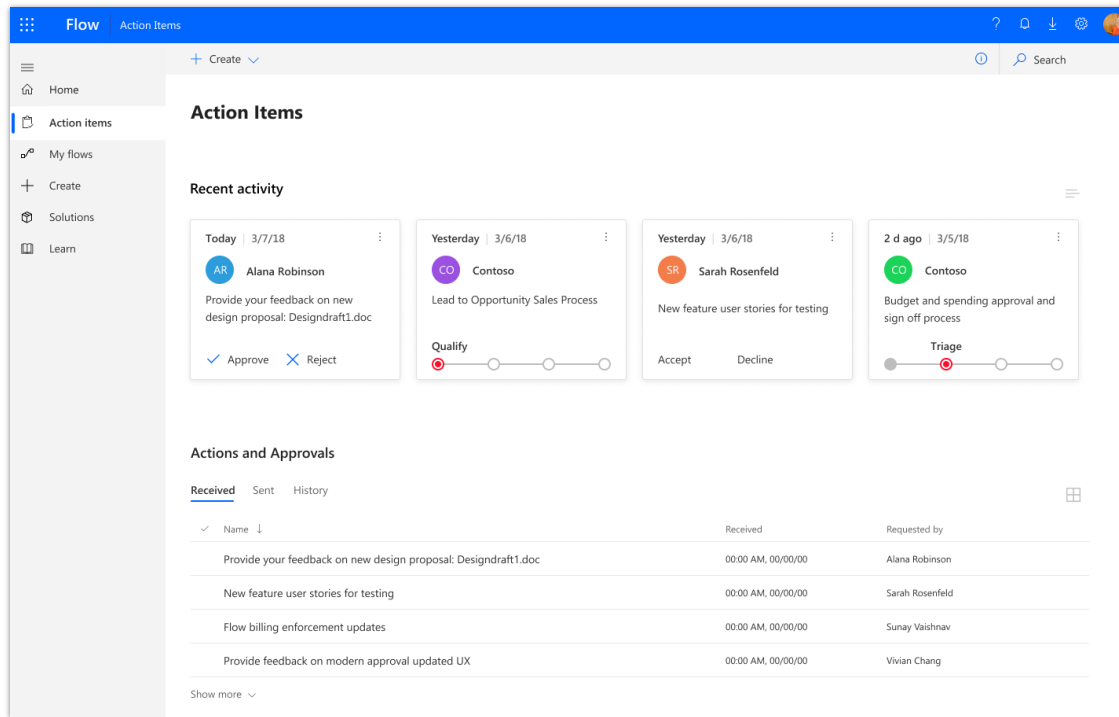 Flow Action Items
?
Create
Search
Home
Action items
My flows
Create
Solutions
Learn
Action Items
Recent activity
Today | 3/7/18
AR Alana Robinson
Provide your feedback on new
design proposal: Designdraft1.doc
Approve Reject
Yesterday | 3/6/18
CO Contoso
Lead to Opportunity Sales Process
Qualify
Yesterday | 3/6/18
SR Sarah Rosenfeld
New feature user stories for testing
Accept Decline
2 d ago | 3/5/18
CO Contoso
Budget and spending approval and
sign off process
Triage
Actions and Approvals
Received Sent History
Name ↓ Received Requested by
Provide your feedback on new design proposal: Designdraft1.doc 00:00 AM, 00/00/00 Alana Robinson
New feature user stories for testing 00:00 AM, 00/00/00 Sarah Rosenfeld
Flow billing enforcement updates 00:00 AM, 00/00/00 Sunay Vaishnav
Provide feedback on modern approval updated UX 00:00 AM, 00/00/00 Vivian Chang
Show more